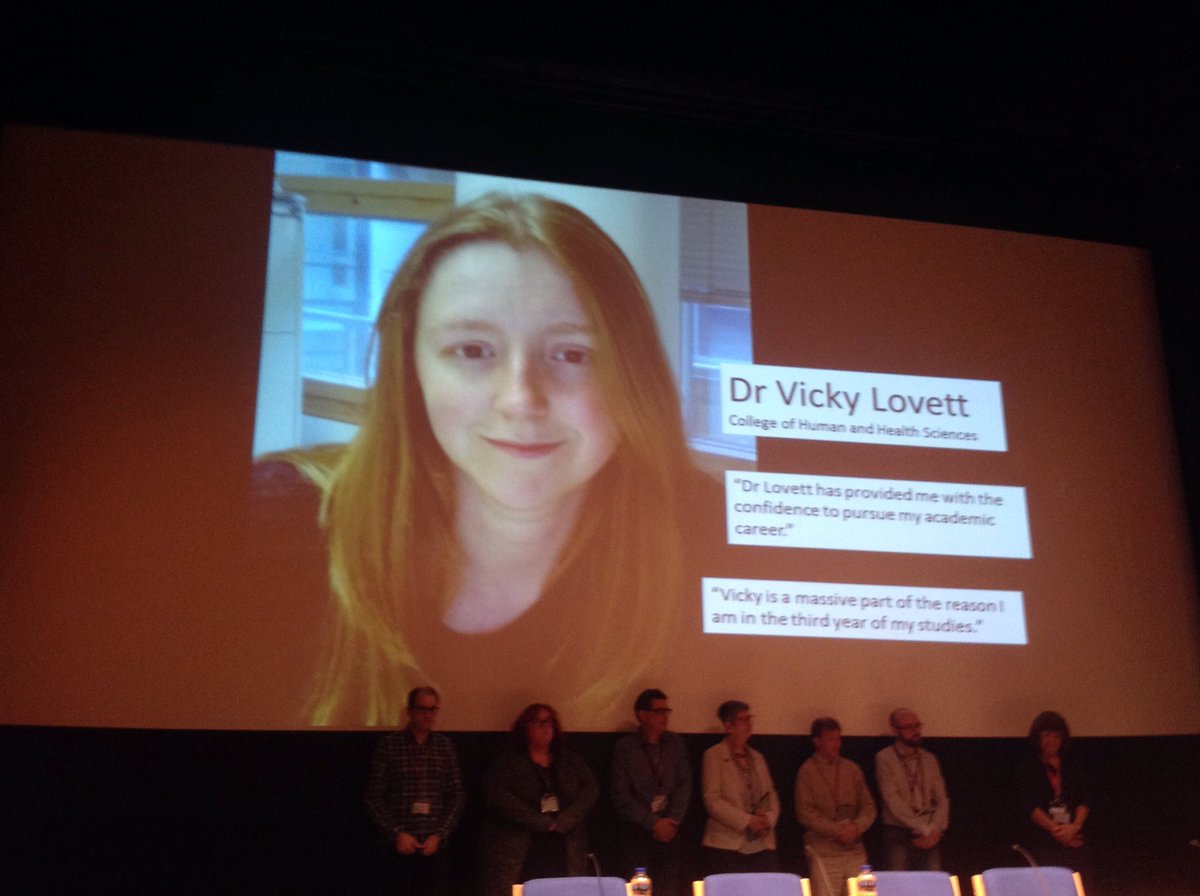 Dr Vicky Lovett
College of Human and Health Sciences
“Dr Lovett has provided me with the
confidence to pursue my academic
career.”
“Vicky is a massive part of the reason I
am in the third year of my studies.”